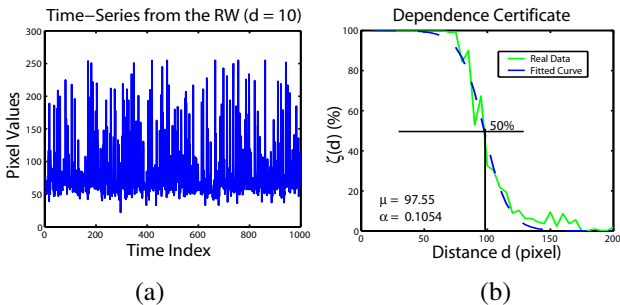 Time−Series from the RW (d = 10)
300
250
200
150
100
50
0
0 200 400 600 800 1000
Pixel Values
Time Index
(a)
Dependence Certificate
100
80
60
40
20
0
0 50 100 150 200
ζ(d) (%)
Real Data
Fitted Curve
50%
μ = 97.55
α = 0.1054
Distance d (pixel)
(b)